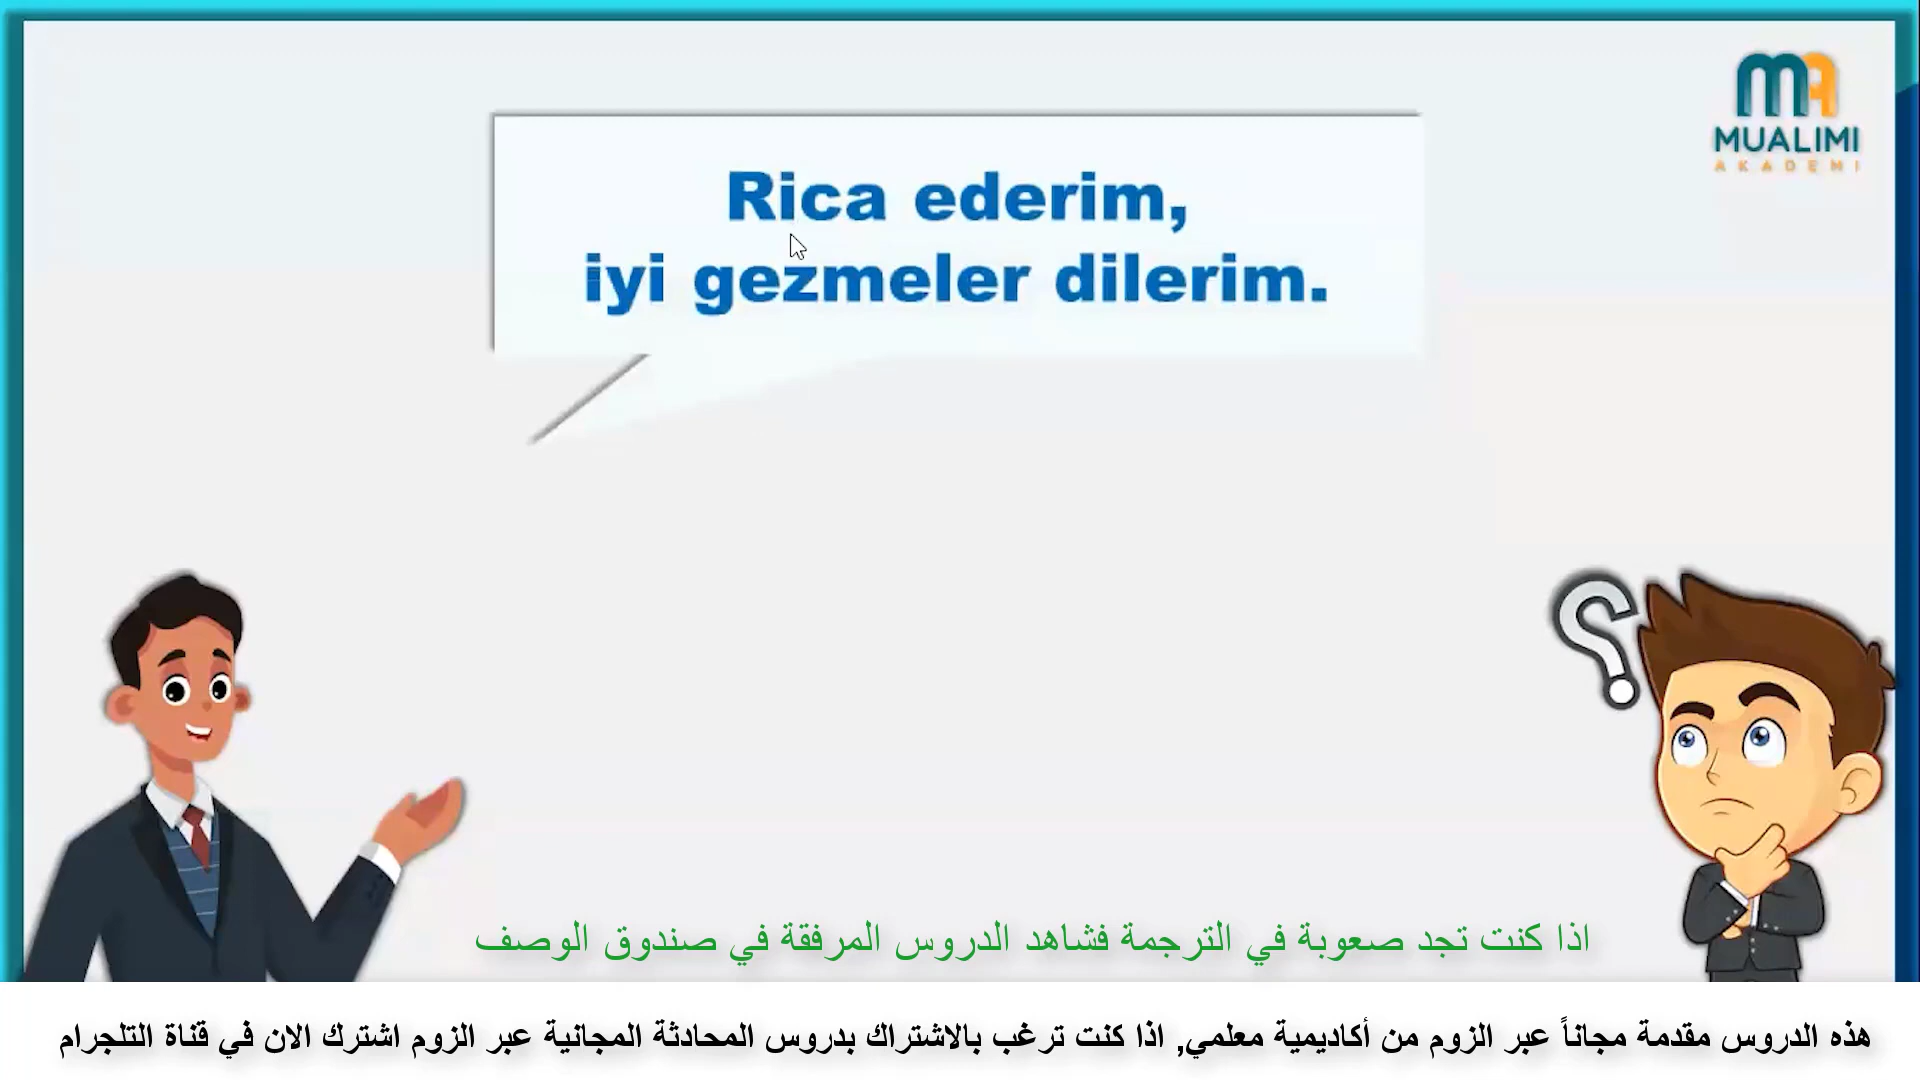 MUALIMI
AKADEMI
Rica ederim,
iyi gezmeler dilerim.
اذا كنت تجد صعوبة في الترجمة فشاهد الدروس المرفقة في صندوق الوصف
هذه الدروس مقدمة مجاناً عبر الزوم من أكاديمية معلمي, اذا كنت ترغب بالاشتراك بدروس المحادثة المجانية عبر الزوم اشترك الان في قناة التلجرام